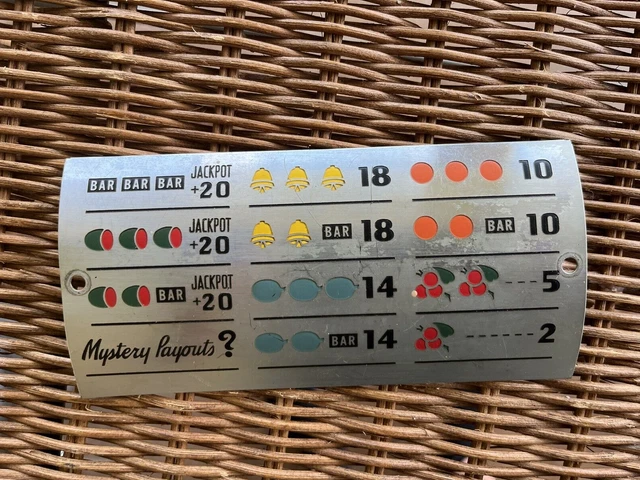 BAR BAR BAR JACKPOT +20
JACKPOT +20
BAR JACKPOT +20
Mystery Payouts ?
18
BAR 18
14
BAR 14
10
BAR 10
----5
---------2